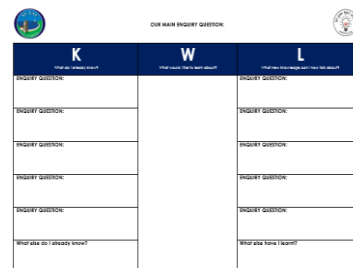 OUR MAIN ENQUIRY QUESTION:
K
What do I already know?
W
What would I like to learn about?
L
What new knowledge can I now talk about?
ENQUIRY QUESTION:
ENQUIRY QUESTION:
ENQUIRY QUESTION:
ENQUIRY QUESTION:
ENQUIRY QUESTION:
ENQUIRY QUESTION:
ENQUIRY QUESTION:
ENQUIRY QUESTION:
ENQUIRY QUESTION:
ENQUIRY QUESTION:
What else do I already know?
What else have I learnt?